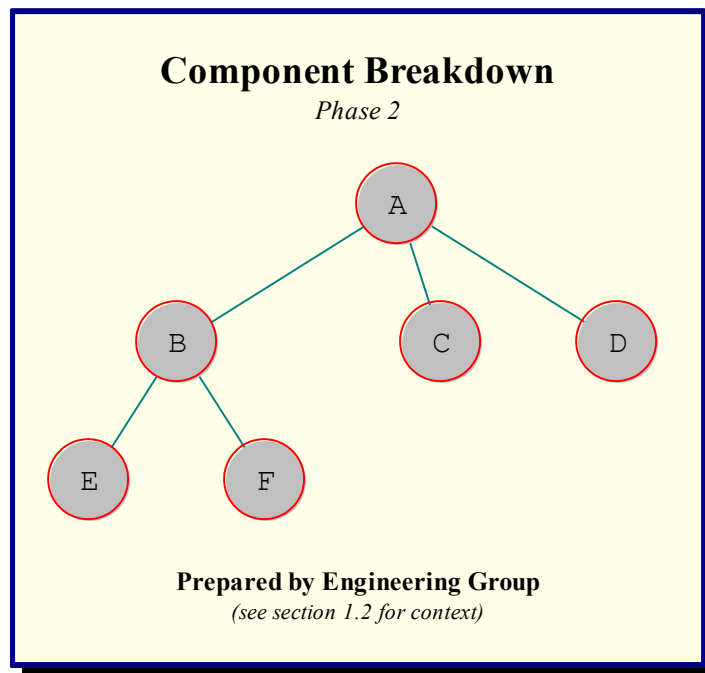 Component Breakdown
Phase 2
A
B
C
D
E
F
Prepared by Engineering Group
(see section 1.2 for context)